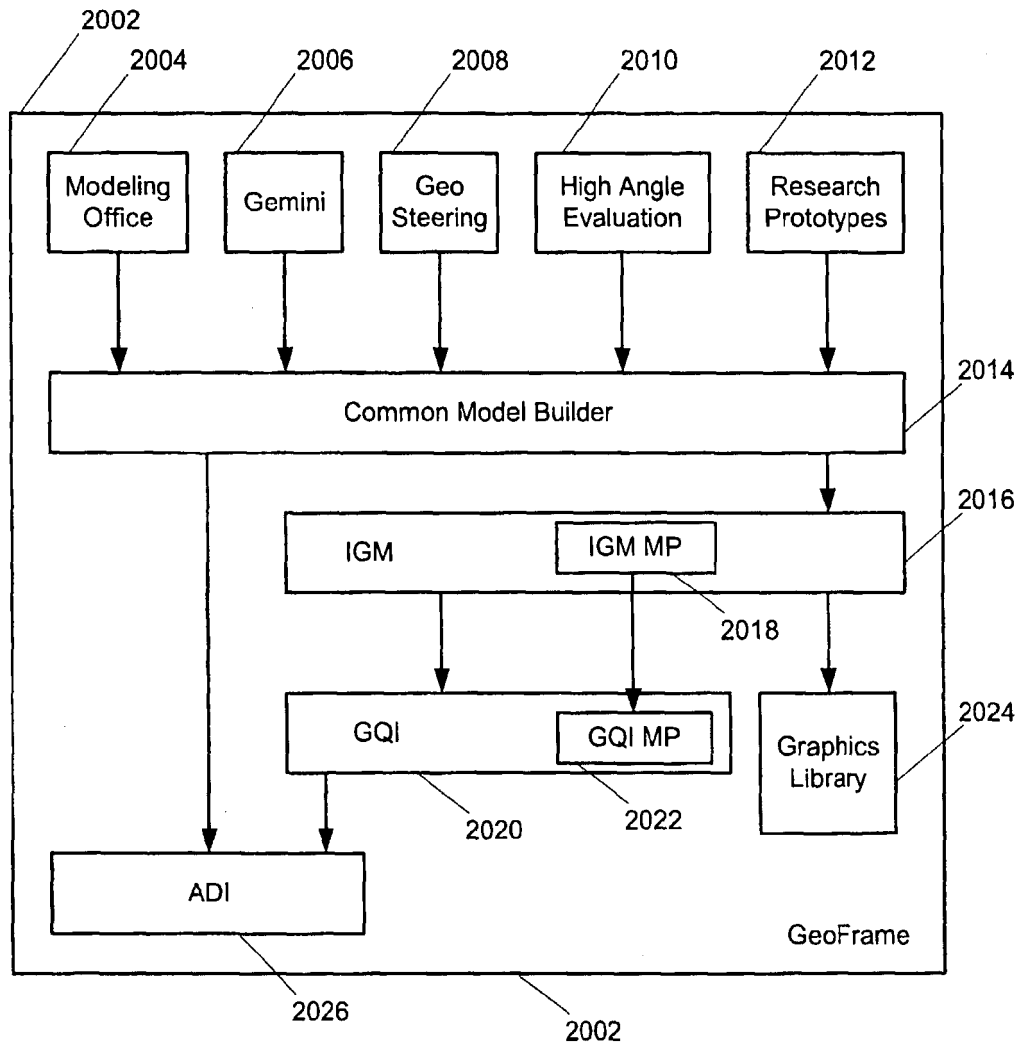 2002
2004
2006
2008
2010
2012
Modeling
Office
Gemini
Geo
Steering
High Angle
Evaluation
Research
Prototypes
2014
Common Model Builder
2016
IGM
IGM MP
2018
GQI
GQI MP
2024
Graphics
Library
2020
2022
ADI
GeoFrame
2026
2002